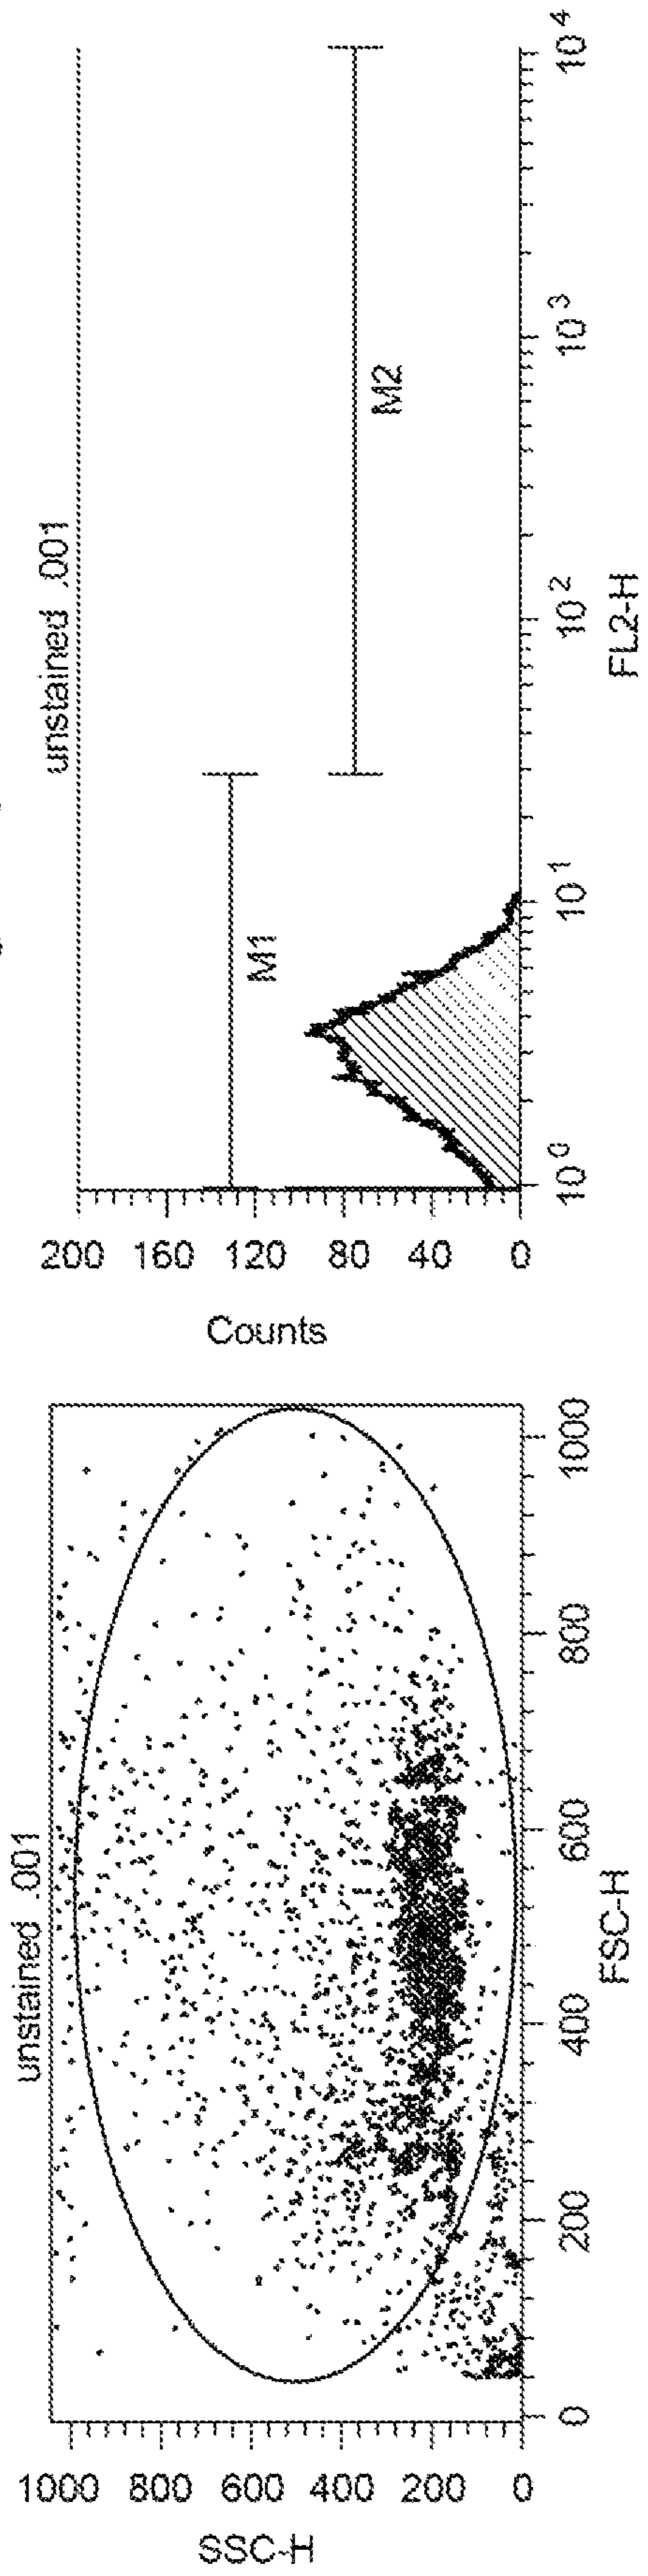 unstained .001
SSC-H
1000 800 600 400 200 0
0 200 400 600 800 1000
FSC-H
unstained .001
Counts
200 160 120 80 40 0
M1
M2
10⁰ 10¹ 10² 10³ 10⁴
FL2-H